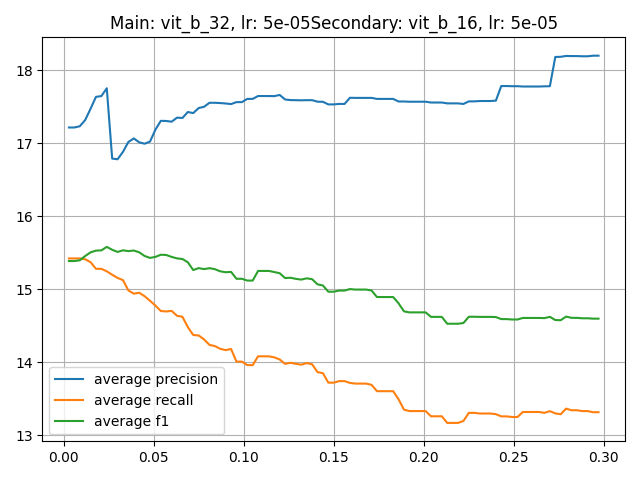 Main: vit_b_32, lr: 5e-05Secondary: vit_b_16, lr: 5e-05
18
17
16
15
14
13
average precision
average recall
average f1
0.00 0.05 0.10 0.15 0.20 0.25 0.30